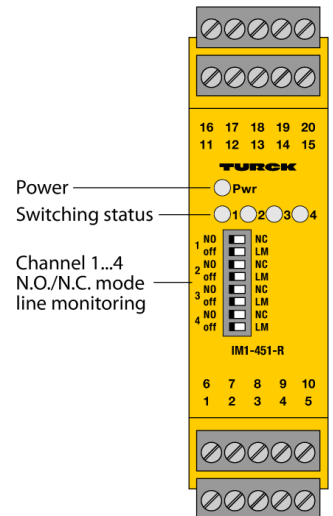 16 17 18 19 20
11 12 13 14 15
TURCK
Power
Pwr
Switching status
1 2 3 4
Channel 1...4
N.O./N.C. mode
line monitoring
1 NO NC
off LM
2 NO NC
off LM
3 NO NC
off LM
4 NO NC
off LM
IM1-451-R
6 7 8 9 10
1 2 3 4 5